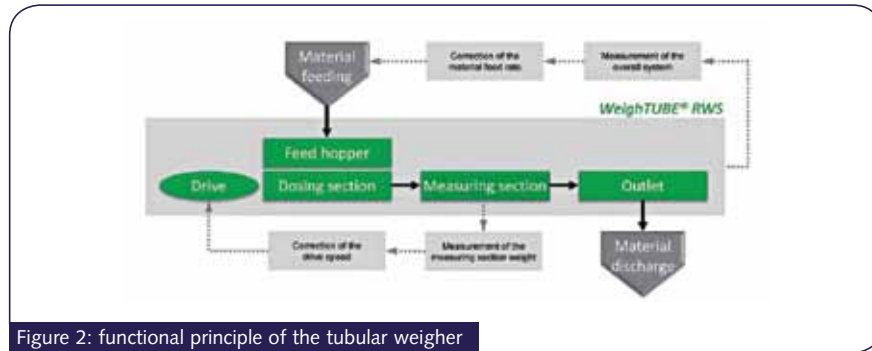 Material
feeding
Correction of the
material feed rate
Measurement of the
overall system
WeighTUBE® RWS
Feed hopper
Drive
Dosing section
Measuring section
Outlet
Correction of the
drive speed
Measurement of the
measuring section weight
Material
discharge
Figure 2: functional principle of the tubular weigher